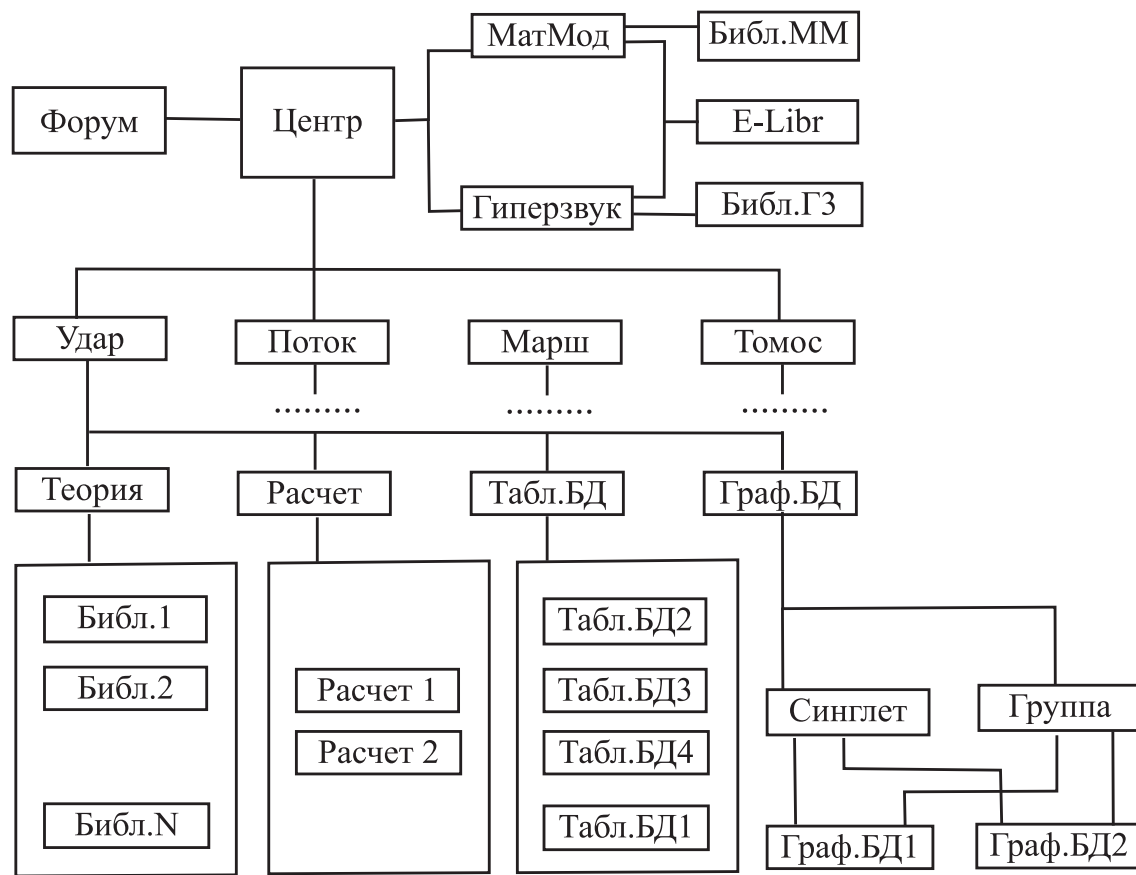 МатМод
Библ.ММ
Форум
Центр
E-Libr
Гиперзвук
Библ.ГЗ
Удар
Поток
Марш
Томос
.........
.........
.........
Теория
Расчет
Табл.БД
Граф.БД
Библ.1
Библ.2
Библ.N
Расчет 1
Расчет 2
Табл.БД2
Табл.БД3
Табл.БД4
Табл.БД1
Синглет
Группа
Граф.БД1
Граф.БД2